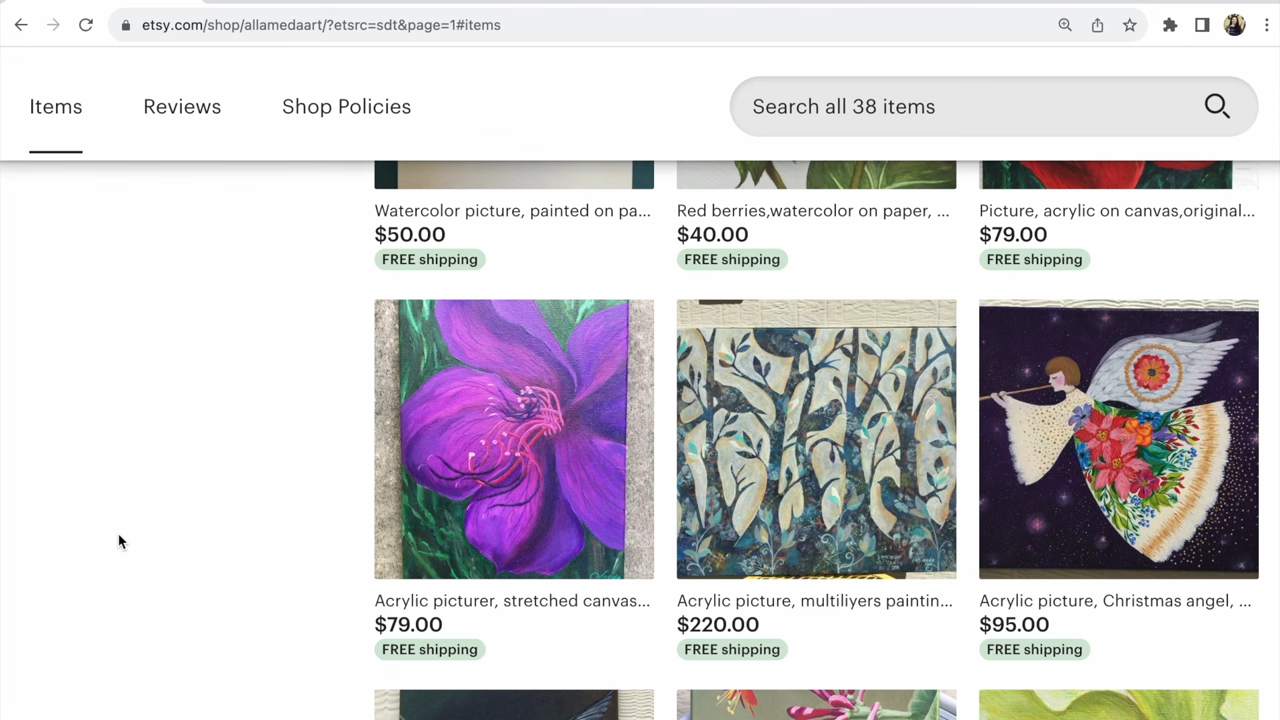 etsy.com/shop/allamedaart/?etsrc=sdt&page=1#items
Items Reviews Shop Policies Search all 38 items
Watercolor picture, painted on pa... Red berries,watercolor on paper, ... Picture, acrylic on canvas,original...
$50.00 $40.00 $79.00
FREE shipping FREE shipping FREE shipping
Acrylic picturer, stretched canvas... Acrylic picture, multiliyers paintin... Acrylic picture, Christmas angel, ...
$79.00 $220.00 $95.00
FREE shipping FREE shipping FREE shipping